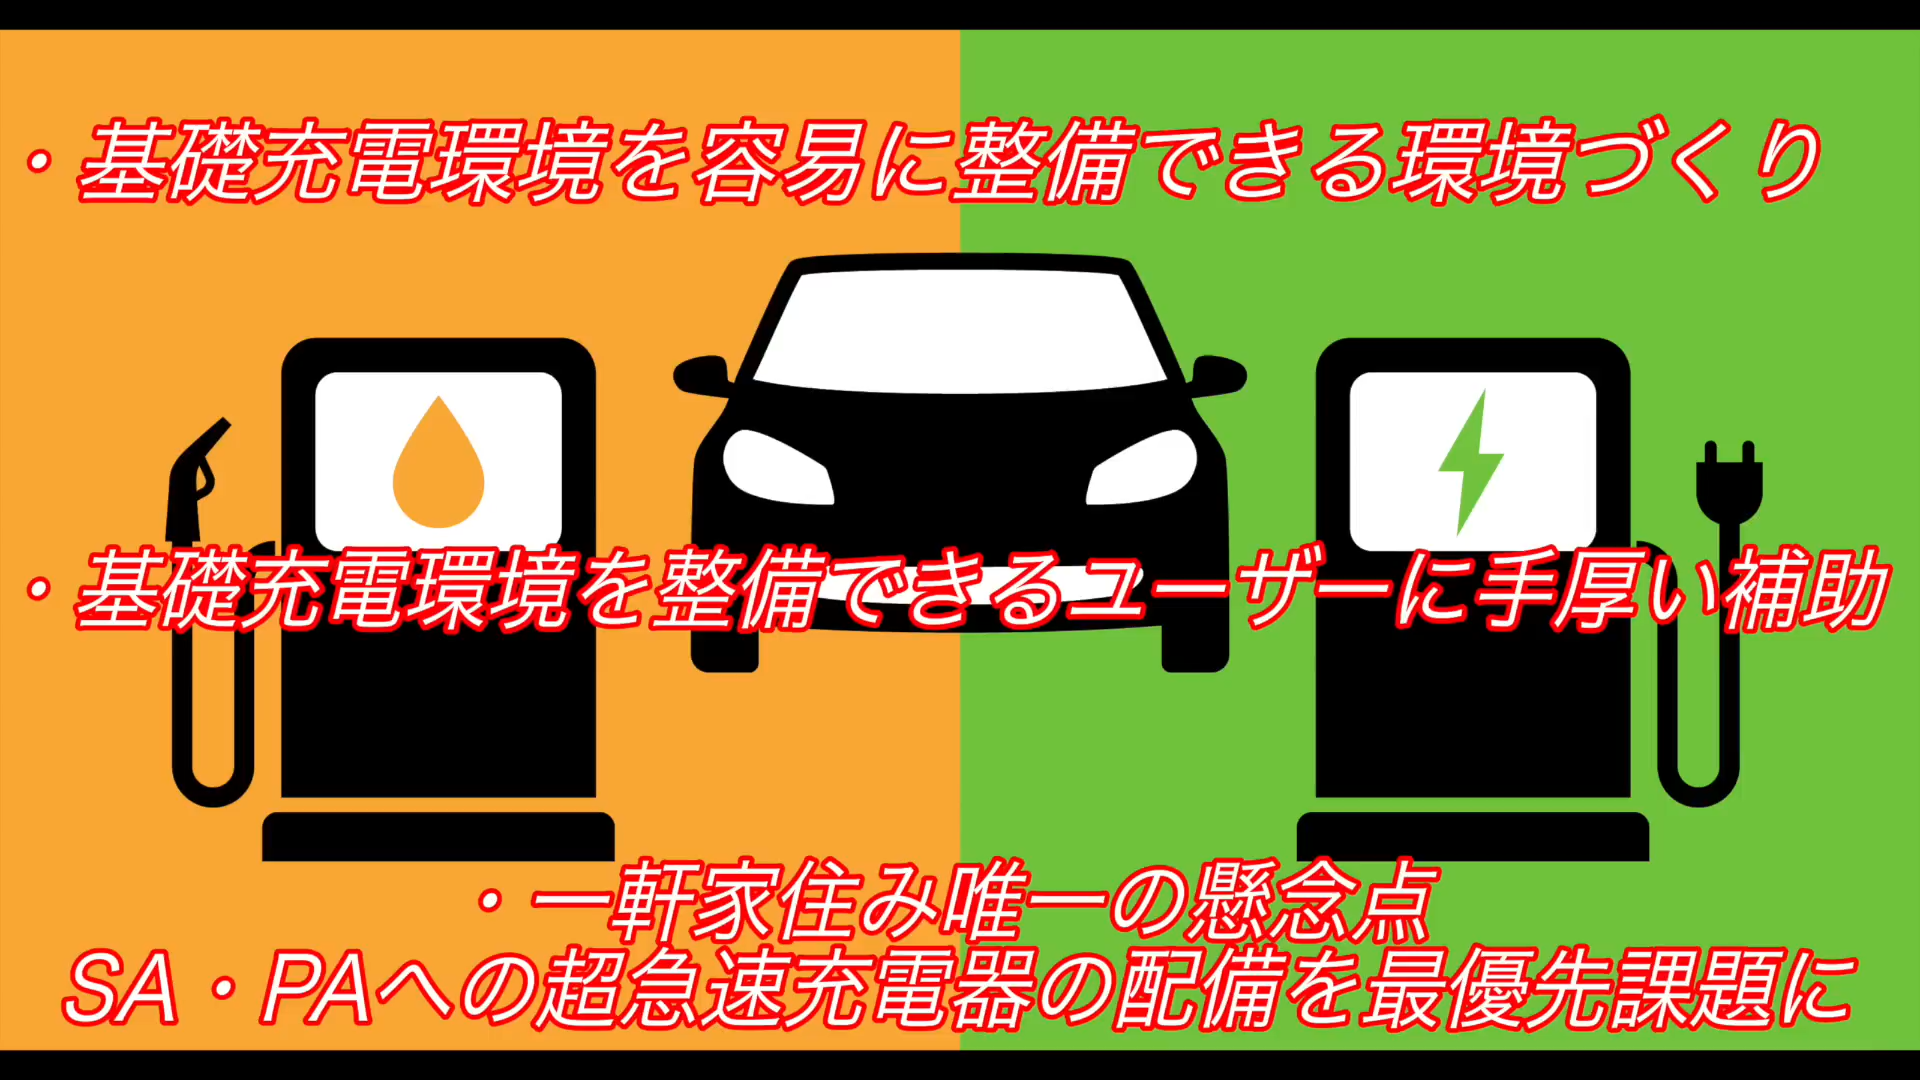 ・基礎充電環境を容易に整備できる環境づくり
・基礎充電環境を整備できるユーザーに手厚い補助
・一軒家住み唯一の懸念点
SA・PAへの超急速充電器の配備を最優先課題に